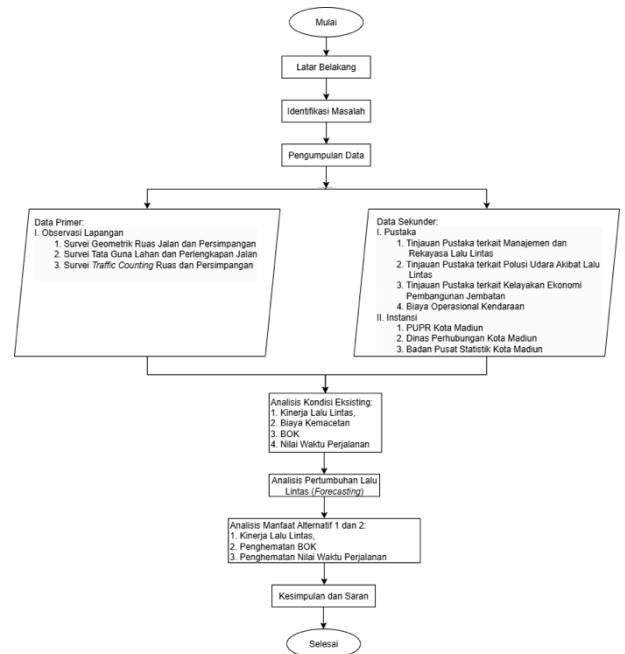 Mulai
Latar Belakang
Identifikasi Masalah
Pengumpulan Data
Data Primer:
I. Observasi Lapangan
1. Survei Geometrik Ruas Jalan dan Persimpangan
2. Survei Tata Guna Lahan dan Perlengkapan Jalan
3. Survei Traffic Counting Ruas dan Persimpangan
Data Sekunder:
I. Pustaka
1. Tinjauan Pustaka terkait Manajemen dan
Rekayasa Lalu Lintas
2. Tinjauan Pustaka terkait Polusi Udara Akibat Lalu
Lintas
3. Tinjauan Pustaka terkait Kelayakan Ekonomi
Pembangunan Jembatan
4. Biaya Operasional Kendaraan
II. Instansi
1. PUPR Kota Madiun
2. Dinas Perhubungan Kota Madiun
3. Badan Pusat Statistik Kota Madiun
Analisis Kondisi Eksisting:
1. Kinerja Lalu Lintas,
2. Biaya Kemacetan
3. BOK
4. Nilai Waktu Perjalanan
Analisis Pertumbuhan Lalu
Lintas (Forecasting)
Analisis Manfaat Alternatif 1 dan 2:
1. Kinerja Lalu Lintas,
2. Penghematan BOK
3. Penghematan Nilai Waktu Perjalanan
Kesimpulan dan Saran
Selesai